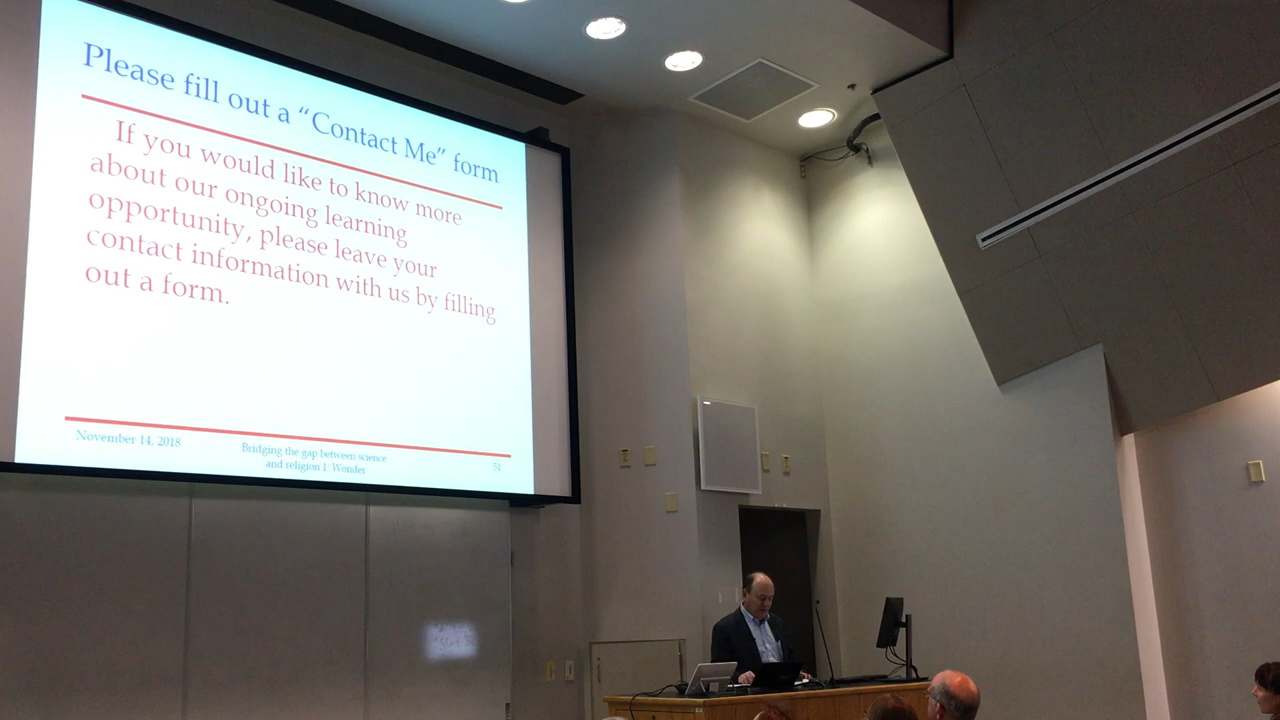 Please fill out a “Contact Me” form
If you would like to know more
about our ongoing learning
opportunity, please leave your
contact information with us by filling
out a form.
November 14, 2018
Bridging the gap between science
and religion 1: Wonder
51